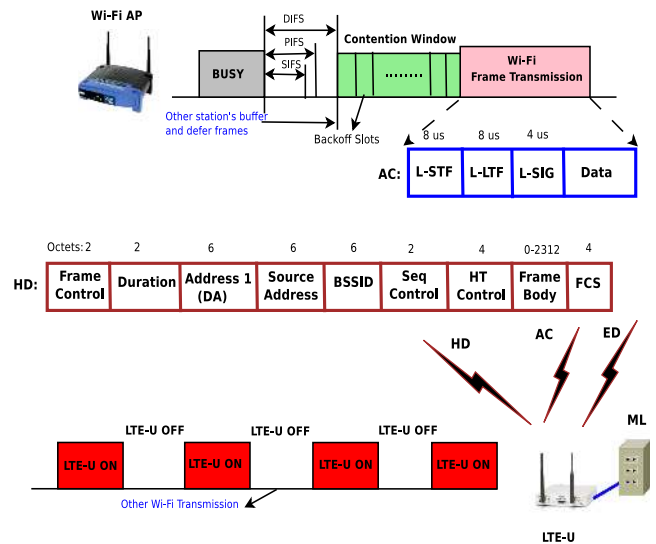 Wi-Fi AP
DIFS
PIFS
SIFS
BUSY
Contention Window
........
Wi-Fi
Frame Transmission
Other station's buffer
and defer frames
Backoff Slots
8 us 8 us 4 us
AC: L-STF L-LTF L-SIG Data
Octets: 2 2 6 6 6 2 4 0-2312 4
HD: Frame Control Duration Address 1 (DA) Source Address BSSID Seq Control HT Control Frame Body FCS
HD AC ED
ML
LTE-U OFF LTE-U OFF LTE-U OFF
LTE-U ON LTE-U ON LTE-U ON LTE-U ON
Other Wi-Fi Transmission
LTE-U